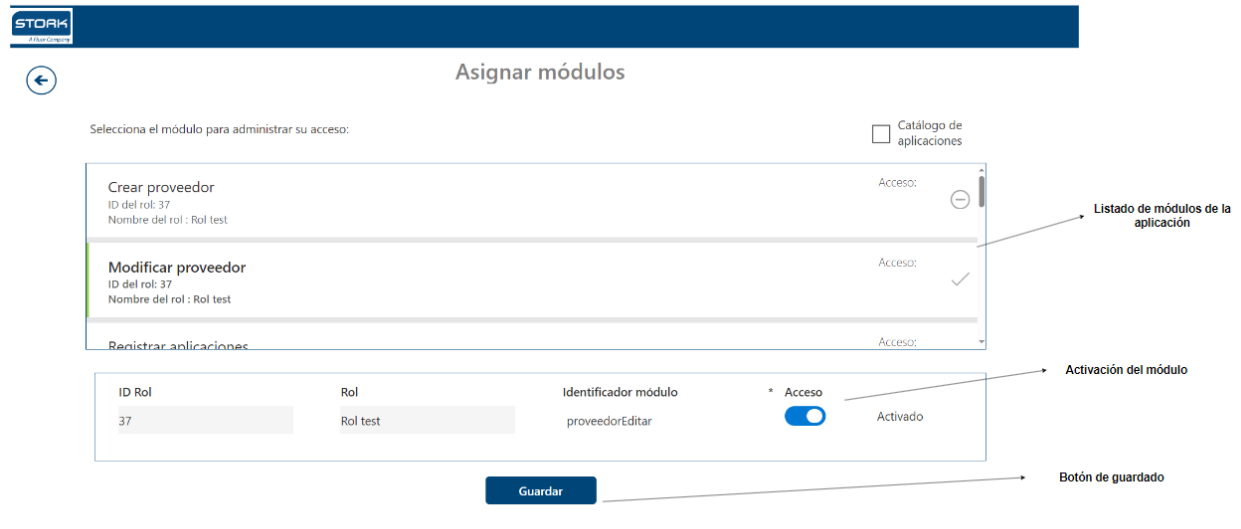 STORK
A Fluor Company
Asignar módulos
Selecciona el módulo para administrar su acceso:
Catálogo de
aplicaciones
Crear proveedor
Acceso:
ID del rol: 37
Nombre del rol : Rol test
Listado de módulos de la
aplicación
Modificar proveedor
Acceso:
ID del rol: 37
Nombre del rol : Rol test
Registrar aplicaciones
Acceso:
Activación del módulo
ID Rol
Rol
Identificador módulo
* Acceso
37
Rol test
proveedorEditar
Activado
Guardar
Botón de guardado